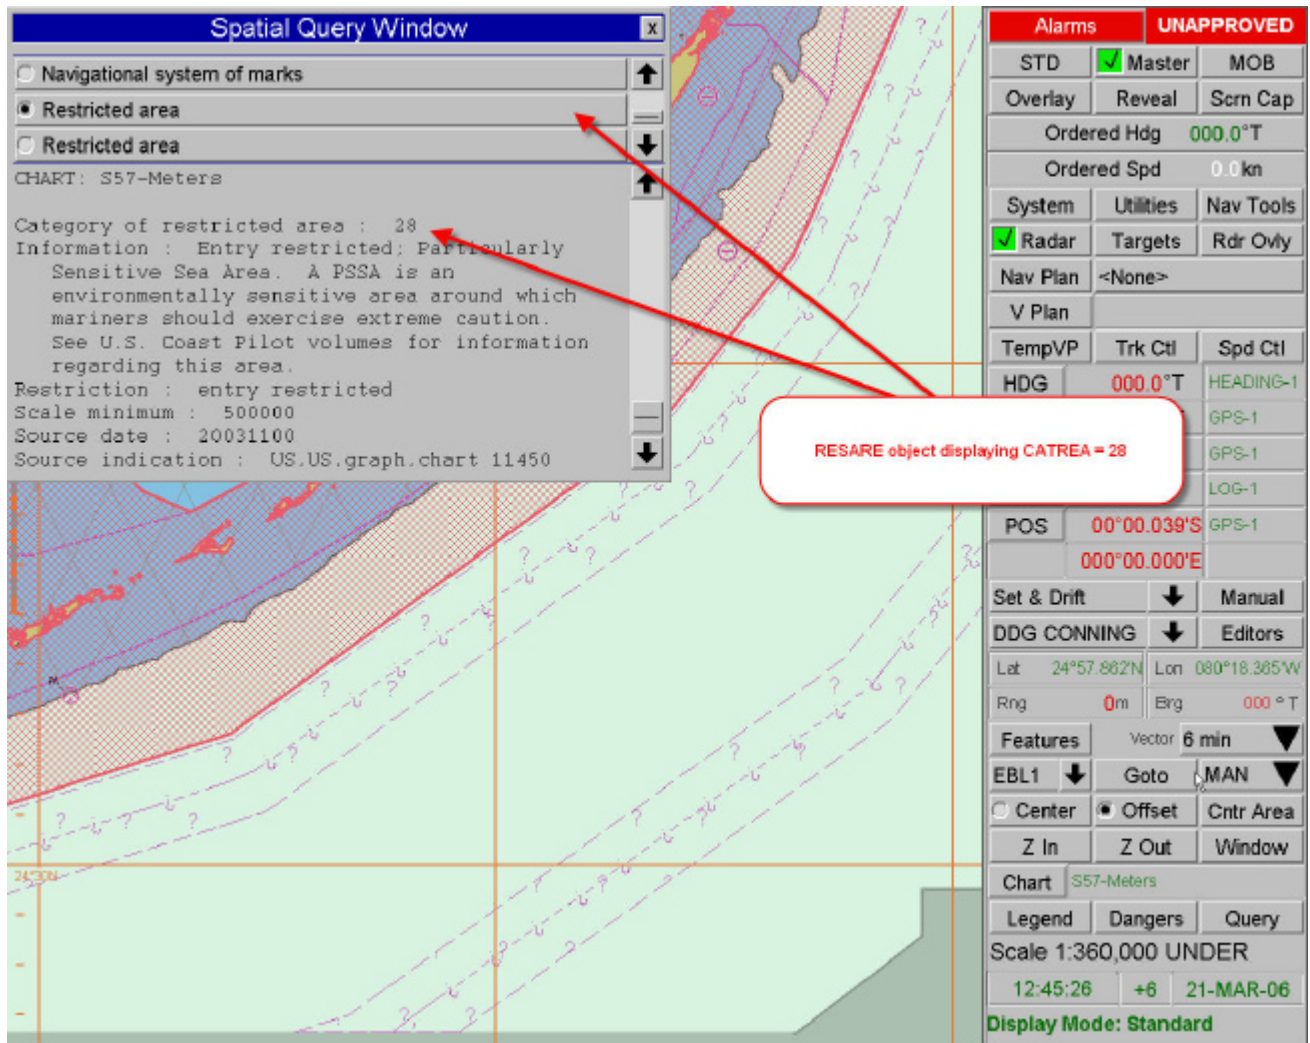 Spatial Query Window
X
Navigational system of marks
Restricted area
Restricted area
CHART: S57-Meters
Category of restricted area : 28
Information : Entry restricted; Particularly
Sensitive Sea Area. A PSSA is an
environmentally sensitive area around which
mariners should exercise extreme caution.
See U.S. Coast Pilot volumes for information
regarding this area.
Restriction : entry restricted
Scale minimum : 500000
Source date : 20031100
Source indication : US.US.graph.chart 11450
RESARE object displaying CATREA = 28
24°30N
Alarms UNAPPROVED
STD Master MOB
Overlay Reveal Scrn Cap
Ordered Hdg 000.0°T
Ordered Spd 0.0 kn
System Utilities Nav Tools
Radar Targets Rdr Ovly
Nav Plan <None>
V Plan
TempVP Trk Ctl Spd Ctl
HDG 000.0°T HEADING-1
GPS-1
GPS-1
LOG-1
POS 00°00.039'S GPS-1
000°00.000'E
Set & Drift Manual
DDG CONNING Editors
Lat 24°57.862'N Lon 080°18.365'W
Rng 0m Brg 000 °T
Features Vector 6 min
EBL1 Goto MAN
Center Offset Cntr Area
Z In Z Out Window
Chart S57-Meters
Legend Dangers Query
Scale 1:360,000 UNDER
12:45:26 +6 21-MAR-06
Display Mode: Standard